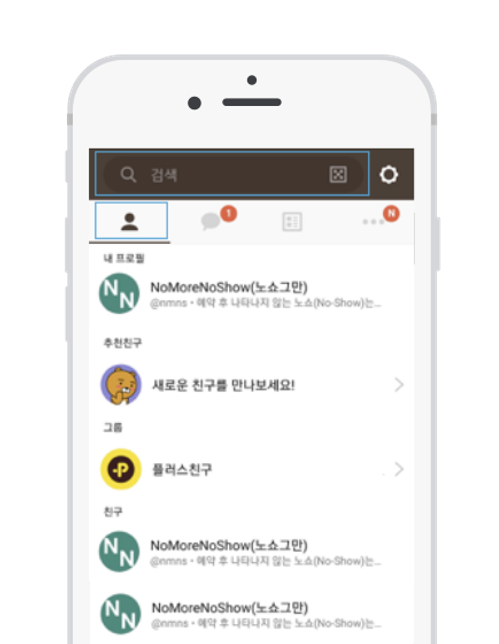 검색
1
N
내 프로필
NN
NoMoreNoShow(노쇼그만)
@nmns • 예약 후 나타나지 않는 노쇼(No-Show)는...
추천친구
새로운 친구를 만나보세요!
그룹
P
플러스친구
친구
NN
NoMoreNoShow(노쇼그만)
@nmns • 예약 후 나타나지 않는 노쇼(No-Show)는...
NN
NoMoreNoShow(노쇼그만)
@nmns • 예약 후 나타나지 않는 노쇼(No-Show)는...